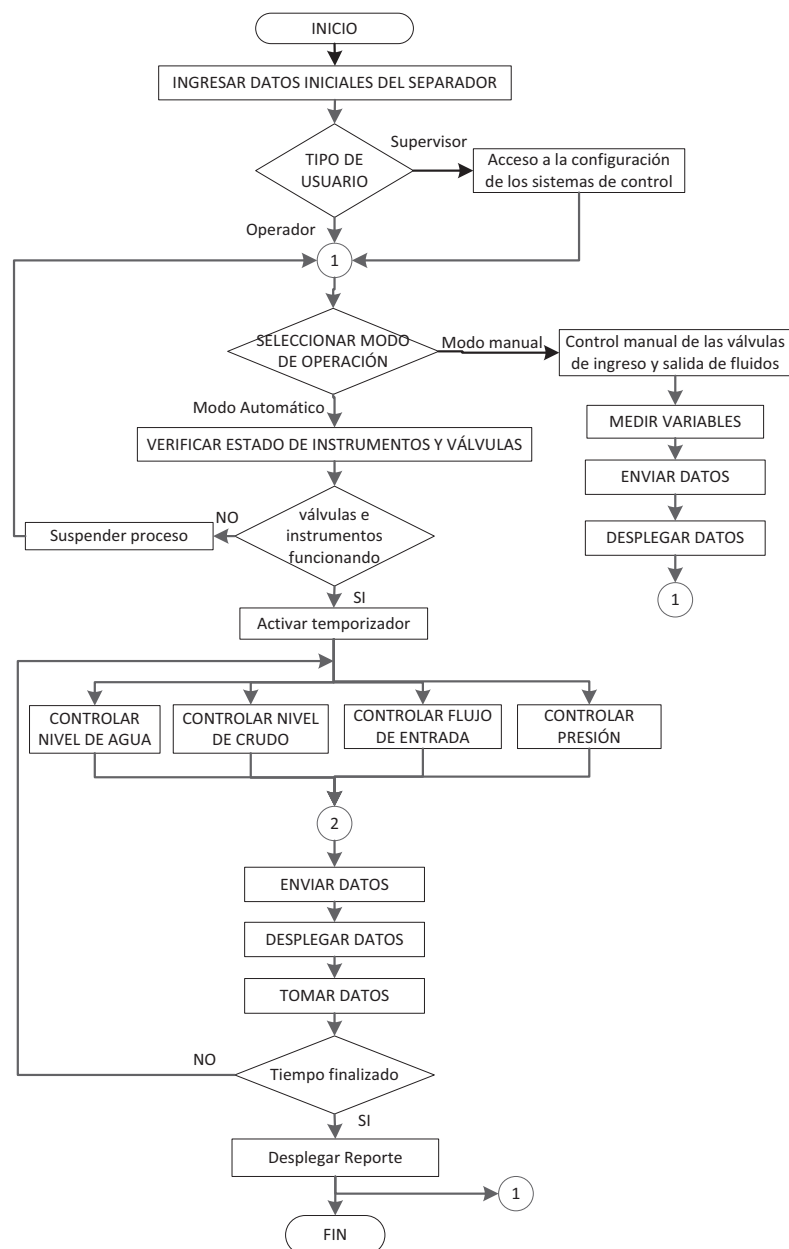 INICIO
INGRESAR DATOS INICIALES DEL SEPARADOR
Supervisor
TIPO DE
USUARIO
Acceso a la configuración
de los sistemas de control
Operador
1
SELECCIONAR MODO
DE OPERACIÓN
Modo manual
Control manual de las válvulas
de ingreso y salida de fluidos
Modo Automático
MEDIR VARIABLES
VERIFICAR ESTADO DE INSTRUMENTOS Y VÁLVULAS
ENVIAR DATOS
válvulas e
instrumentos
funcionando
NO
Suspender proceso
DESPLEGAR DATOS
SI
1
Activar temporizador
CONTROLAR
NIVEL DE AGUA
CONTROLAR NIVEL
DE CRUDO
CONTROLAR FLUJO
DE ENTRADA
CONTROLAR
PRESIÓN
2
ENVIAR DATOS
DESPLEGAR DATOS
TOMAR DATOS
NO
Tiempo finalizado
SI
Desplegar Reporte
1
FIN